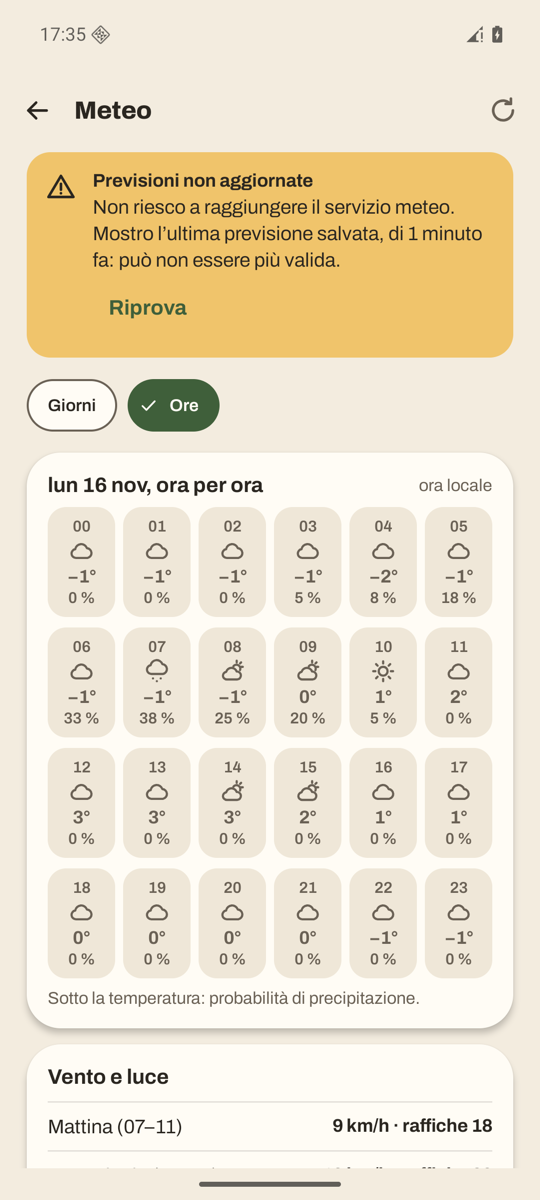 17:35
Meteo
Previsioni non aggiornate
Non riesco a raggiungere il servizio meteo.
Mostro l’ultima previsione salvata, di 1 minuto
fa: può non essere più valida.
Riprova
Giorni Ore
lun 16 nov, ora per ora ora locale
00 01 02 03 04 05
−1° −1° −1° −1° −2° −1°
0 % 0 % 0 % 5 % 8 % 18 %
06 07 08 09 10 11
−1° −1° −1° 0° 1° 2°
33 % 38 % 25 % 20 % 5 % 0 %
12 13 14 15 16 17
3° 3° 3° 2° 1° 1°
0 % 0 % 0 % 0 % 0 % 0 %
18 19 20 21 22 23
0° 0° 0° 0° −1° −1°
0 % 0 % 0 % 0 % 0 % 0 %
Sotto la temperatura: probabilità di precipitazione.
Vento e luce
Mattina (07–11) 9 km/h · raffiche 18